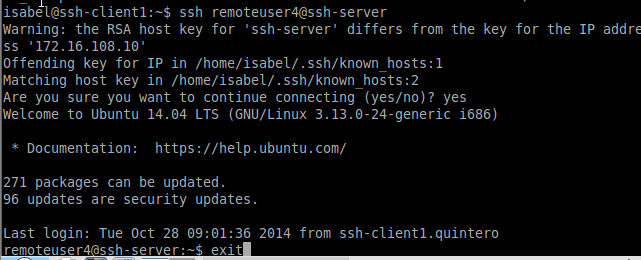 isabel@ssh-client1:~$ ssh remoteuser4@ssh-server
Warning: the RSA host key for 'ssh-server' differs from the key for the IP addre
ss '172.16.108.10'
Offending key for IP in /home/isabel/.ssh/known_hosts:1
Matching host key in /home/isabel/.ssh/known_hosts:2
Are you sure you want to continue connecting (yes/no)? yes
Welcome to Ubuntu 14.04 LTS (GNU/Linux 3.13.0-24-generic i686)

 * Documentation:  https://help.ubuntu.com/

271 packages can be updated.
96 updates are security updates.

Last login: Tue Oct 28 09:01:36 2014 from ssh-client1.quintero
remoteuser4@ssh-server:~$ exit